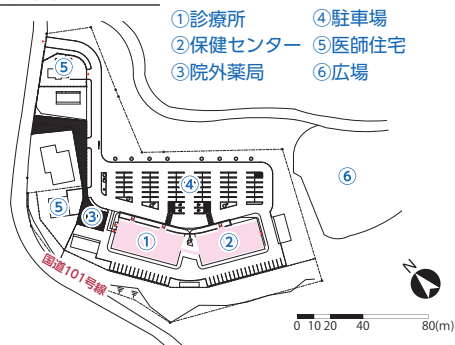 ①診療所 ④駐車場
②保健センター ⑤医師住宅
③院外薬局 ⑥広場
⑤
④
⑥
⑤
③
①
②
国道101号線
N
0 10 20 40 80(m)